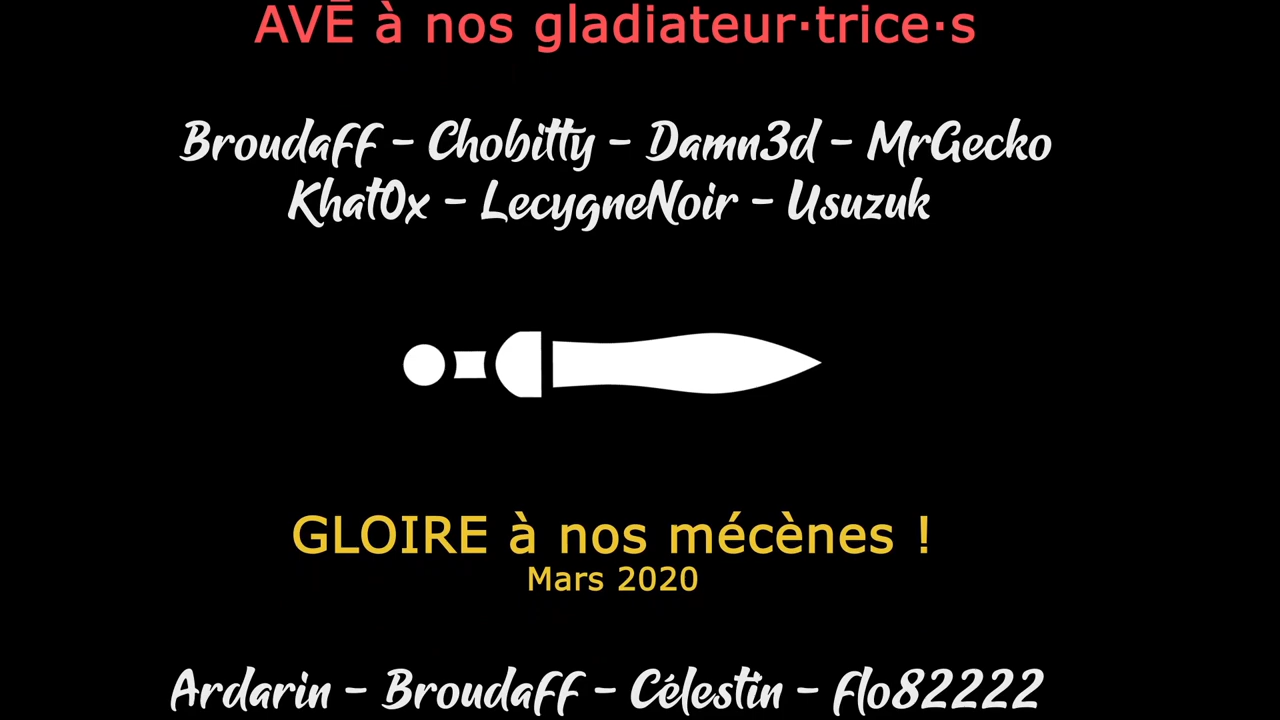 AVĒ à nos gladiateur·trice·s
Broudaff - Chobitty - Damn3d - MrGecko
Khat0x - LecygneNoir - Usuzuk
GLOIRE à nos mécènes !
Mars 2020
Ardarin - Broudaff - Célestin - flo82222